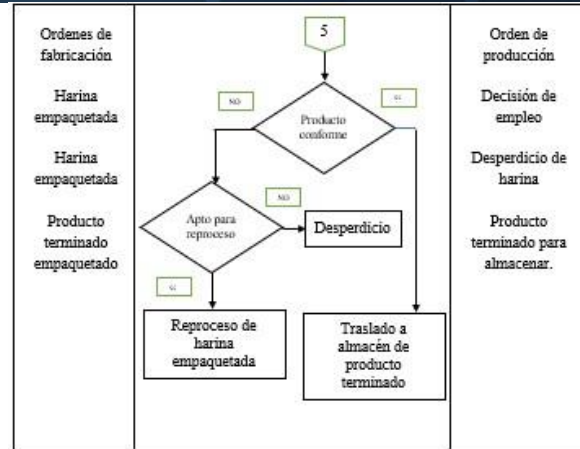 Ordenes de
fabricación
Harina
empaquetada
Harina
empaquetada
Producto
terminado
empaquetado
5
NO
SI
Producto
conforme
NO
Apto para
reproceso
Desperdicio
SI
Reproceso de
harina
empaquetada
Traslado a
almacén de
producto
terminado
Orden de
producción
Decisión de
empleo
Desperdicio de
harina
Producto
terminado para
almacenar.